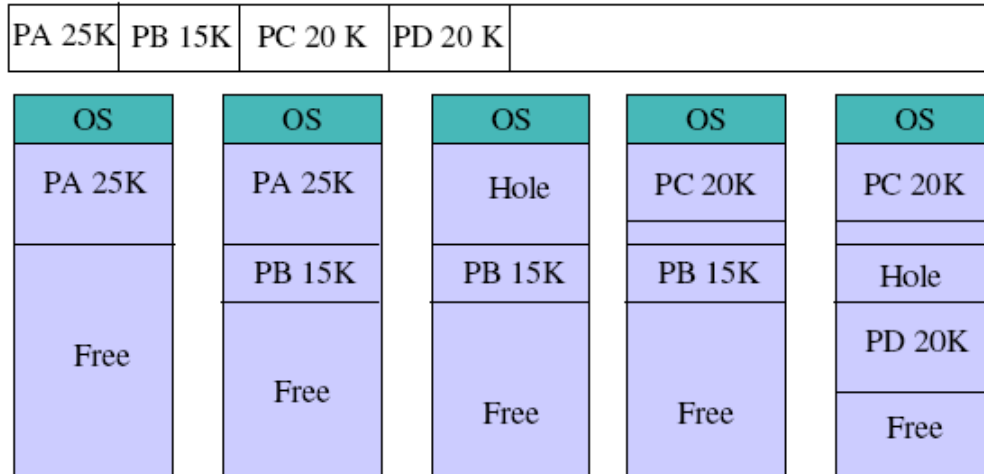 PA 25K PB 15K PC 20 K PD 20 K
OS OS OS OS OS
PA 25K PA 25K Hole PC 20K PC 20K
PB 15K PB 15K PB 15K Hole
Free PD 20K
Free Free Free Free